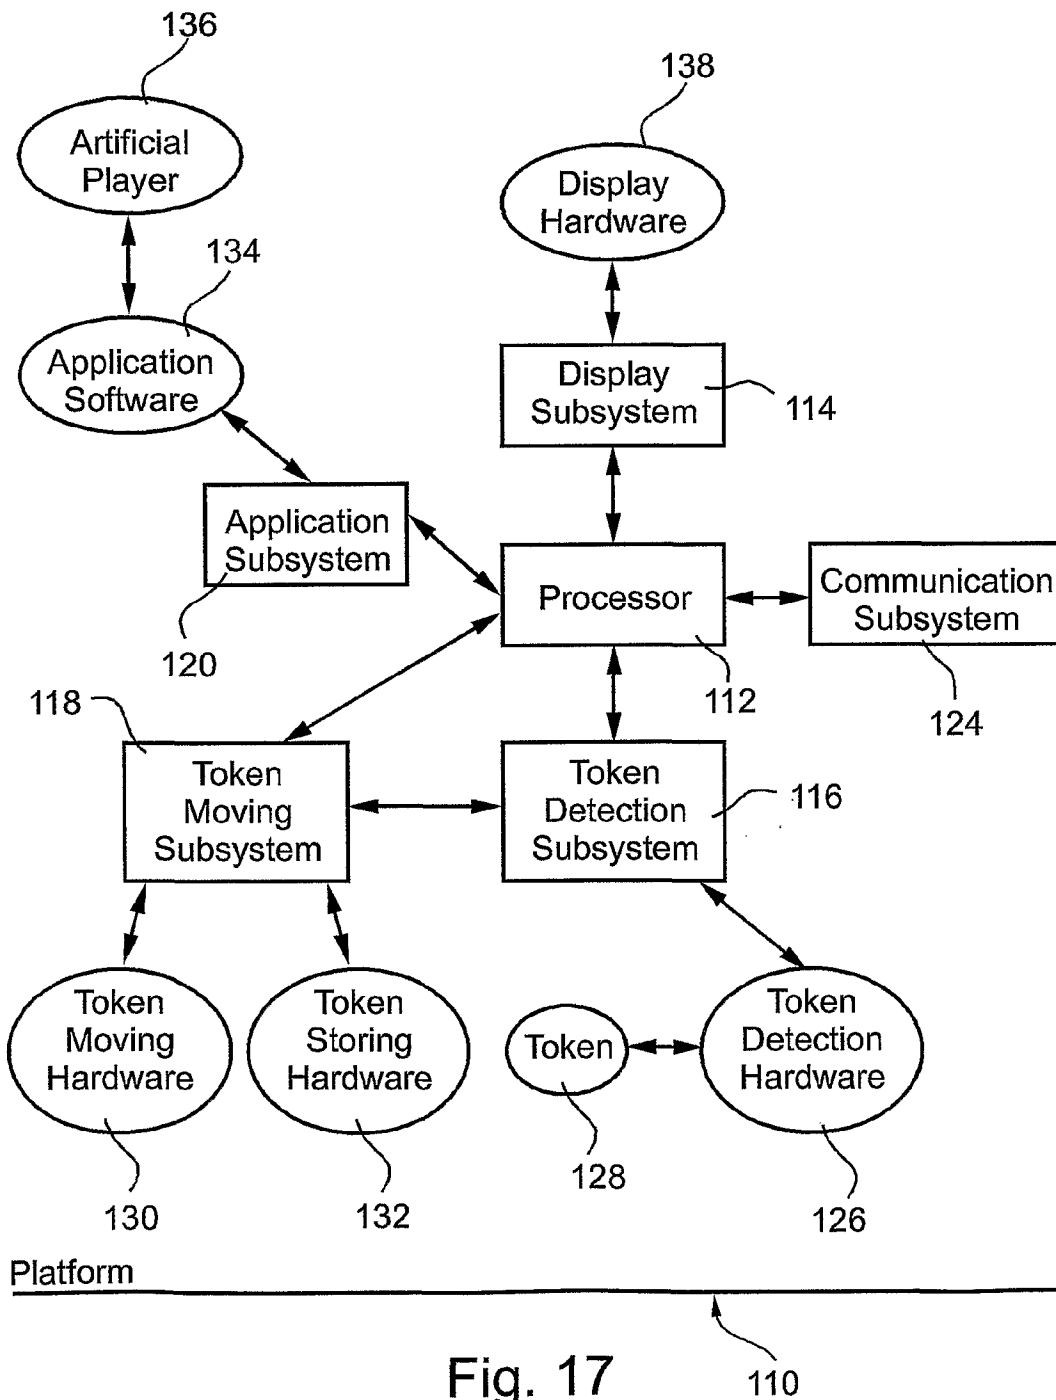 136
138
Artificial
Player
Display
Hardware
134
Application
Software
Display
Subsystem
114
Application
Subsystem
Processor
Communication
Subsystem
120
118
112
124
Token
Moving
Subsystem
Token
Detection
Subsystem
116
Token
Moving
Hardware
Token
Storing
Hardware
Token
Token
Detection
Hardware
128
130
132
126
Platform
110
Fig. 17